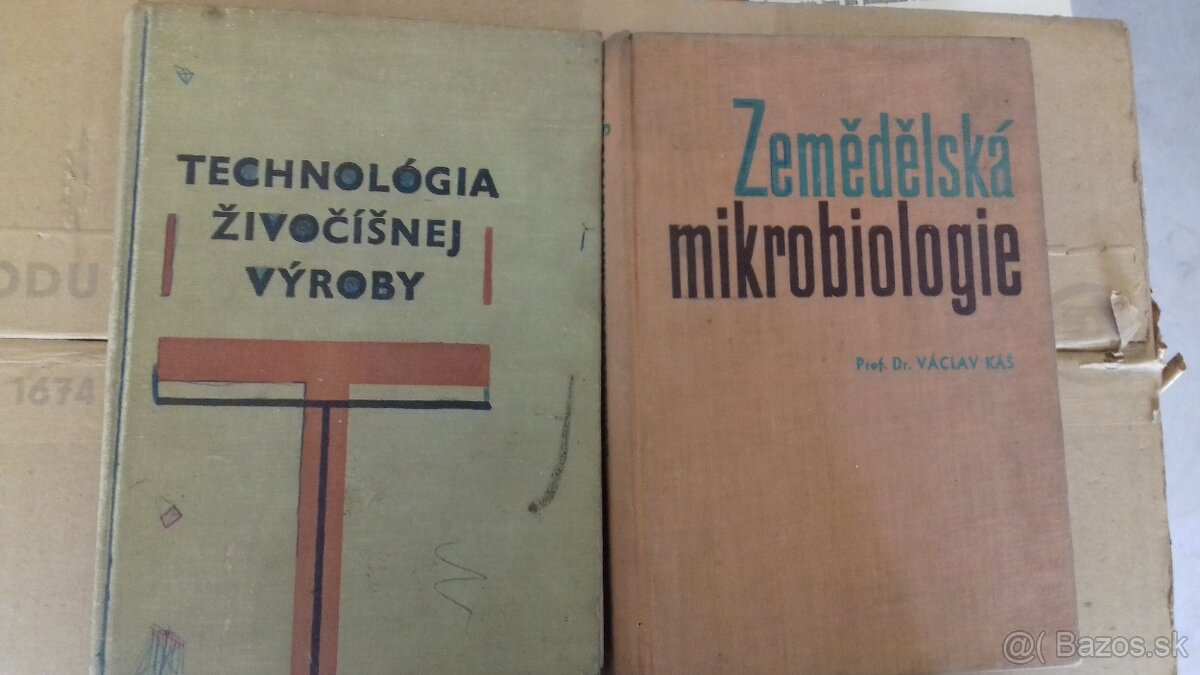 TECHNOLÓGIA
ŽIVOČÍŠNEJ
VÝROBY
Zemědělská
mikrobiologie
Prof. Dr. VÁCLAV KÁŠ
ODU
1674
@( Bazos.sk